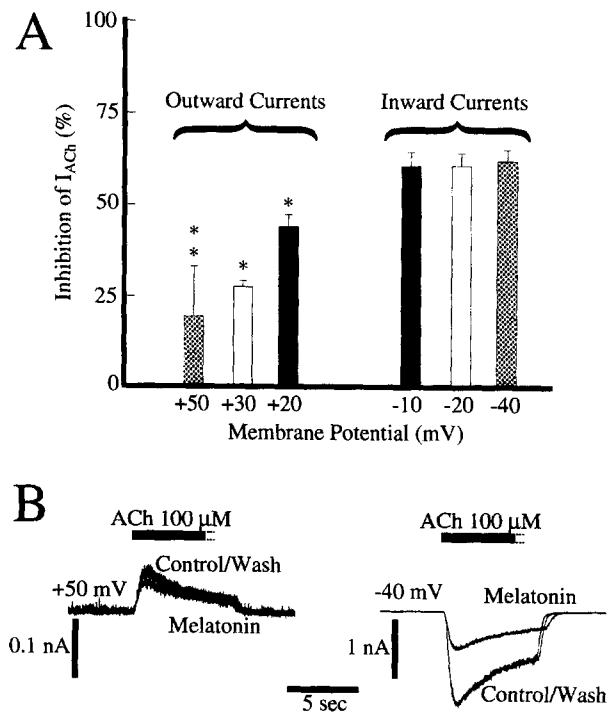 A
100
75
50
25
0
Inhibition of I_ACh (%)
Outward Currents
Inward Currents
* *
*
*
+50 +30 +20 -10 -20 -40
Membrane Potential (mV)
B
ACh 100 µM
Control/Wash
+50 mV
Melatonin
0.1 nA
5 sec
ACh 100 µM
-40 mV
Melatonin
1 nA
Control/Wash